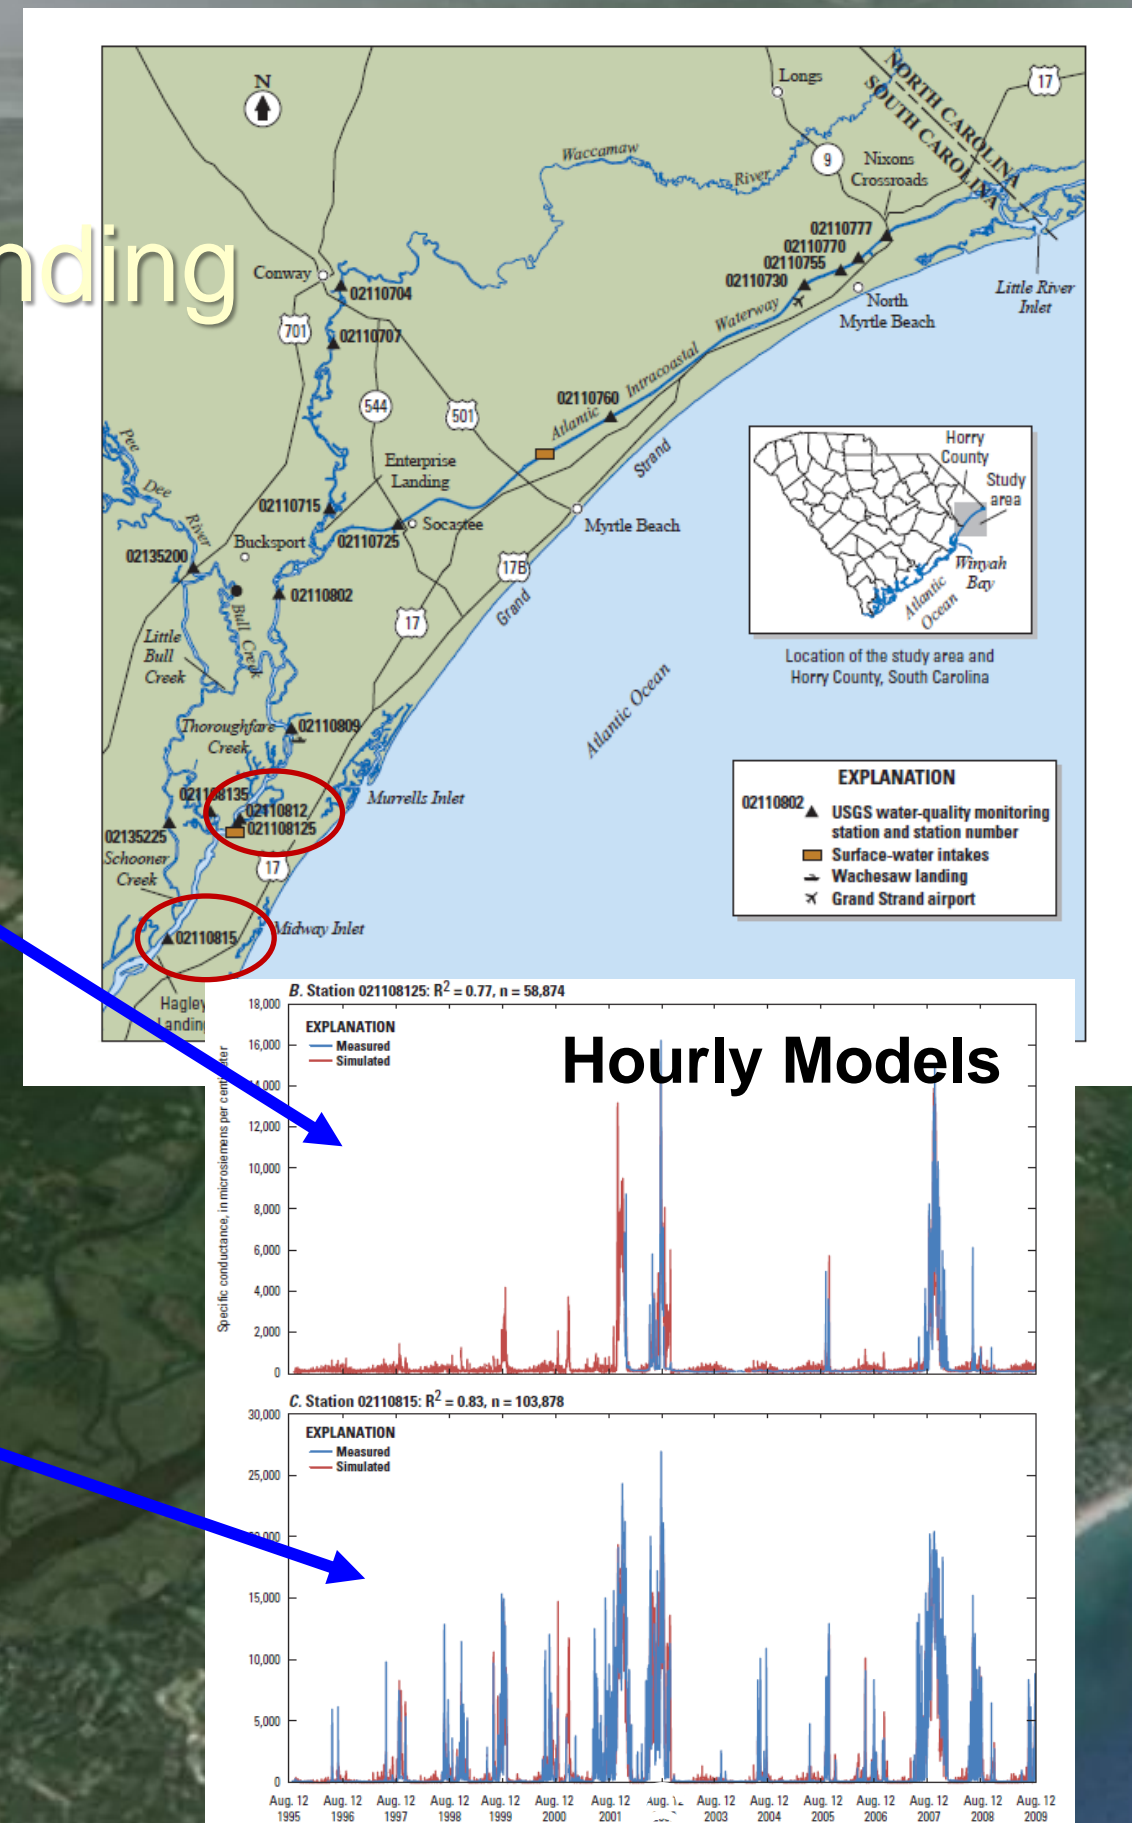 nding
N
Longs
17
NORTH CAROLINA
SOUTH CAROLINA
Waccamaw
River
9
Nixons
Crossroads
02110777
02110770
02110755
02110730
Conway
02110704
Little River
Inlet
North
Myrtle Beach
Waterway
701
02110707
Intracoastal
Atlantic
02110760
544
501
Pee
Dee
River
Enterprise
Landing
Strand
Horry
County
Study
area
02110715
Socastee
Myrtle Beach
Bucksport
02110725
02135200
17B
Winyah
Bay
Atlantic
Ocean
02110802
Bull Creek
Grand
17
Little
Bull
Creek
Location of the study area and
Horry County, South Carolina
Atlantic Ocean
Thoroughfare
Creek
02110809
EXPLANATION
02110802
USGS water-quality monitoring
station and station number
Surface-water intakes
Wachesaw landing
Grand Strand airport
021108135
Murrells Inlet
02110812
021108125
02135225
Schooner
Creek
17
Midway Inlet
02110815
Hagley
Landin
B. Station 021108125: R2 = 0.77, n = 58,874
EXPLANATION
Measured
Simulated
Hourly Models
Specific conductance, in microsiemens per centimeter
18,000
16,000
14,000
12,000
10,000
8,000
6,000
4,000
2,000
0
C. Station 02110815: R2 = 0.83, n = 103,878
EXPLANATION
Measured
Simulated
30,000
25,000
20,000
15,000
10,000
5,000
0
Aug. 12 Aug. 12 Aug. 12 Aug. 12 Aug. 12 Aug. 12 Aug. 12 Aug. Aug. 12 Aug. 12 Aug. 12 Aug. 12 Aug. 12 Aug. 12 Aug. 12
1995 1996 1997 1998 1999 2000 2001 2003 2004 2005 2006 2007 2008 2009